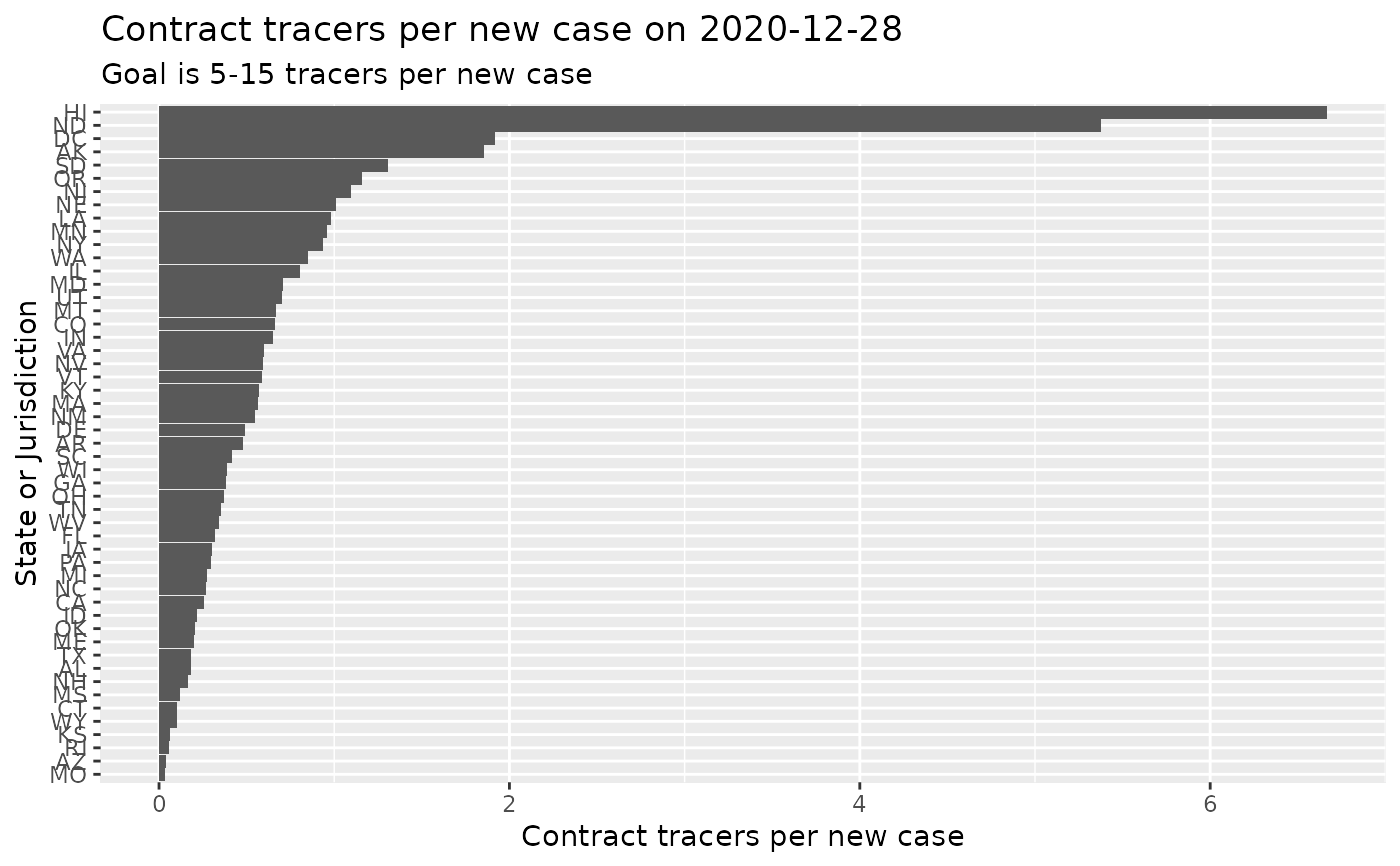 Contract tracers per new case on 2020-12-28
Goal is 5-15 tracers per new case
State or Jurisdiction
HI
ND
DC
AK
SD
OR
NJ
NE
LA
MN
NY
WA
IL
MD
UT
MT
CO
IN
VA
NV
VT
KY
MA
NM
DE
AR
SC
WI
GA
OH
TN
WV
FL
IA
PA
MI
NC
CA
ID
OK
ME
TX
AL
NH
MS
CT
WY
KS
RI
AZ
MO
0 2 4 6
Contract tracers per new case